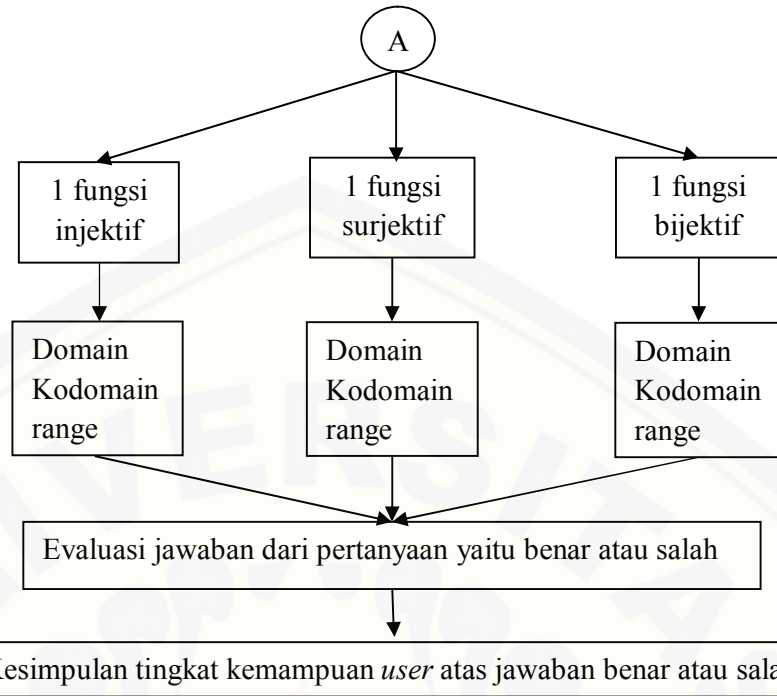 A
1 fungsi
injektif
1 fungsi
surjektif
1 fungsi
bijektif
Domain
Kodomain
range
Domain
Kodomain
range
Domain
Kodomain
range
Evaluasi jawaban dari pertanyaan yaitu benar atau salah
Kesimpulan tingkat kemampuan user atas jawaban benar atau sala